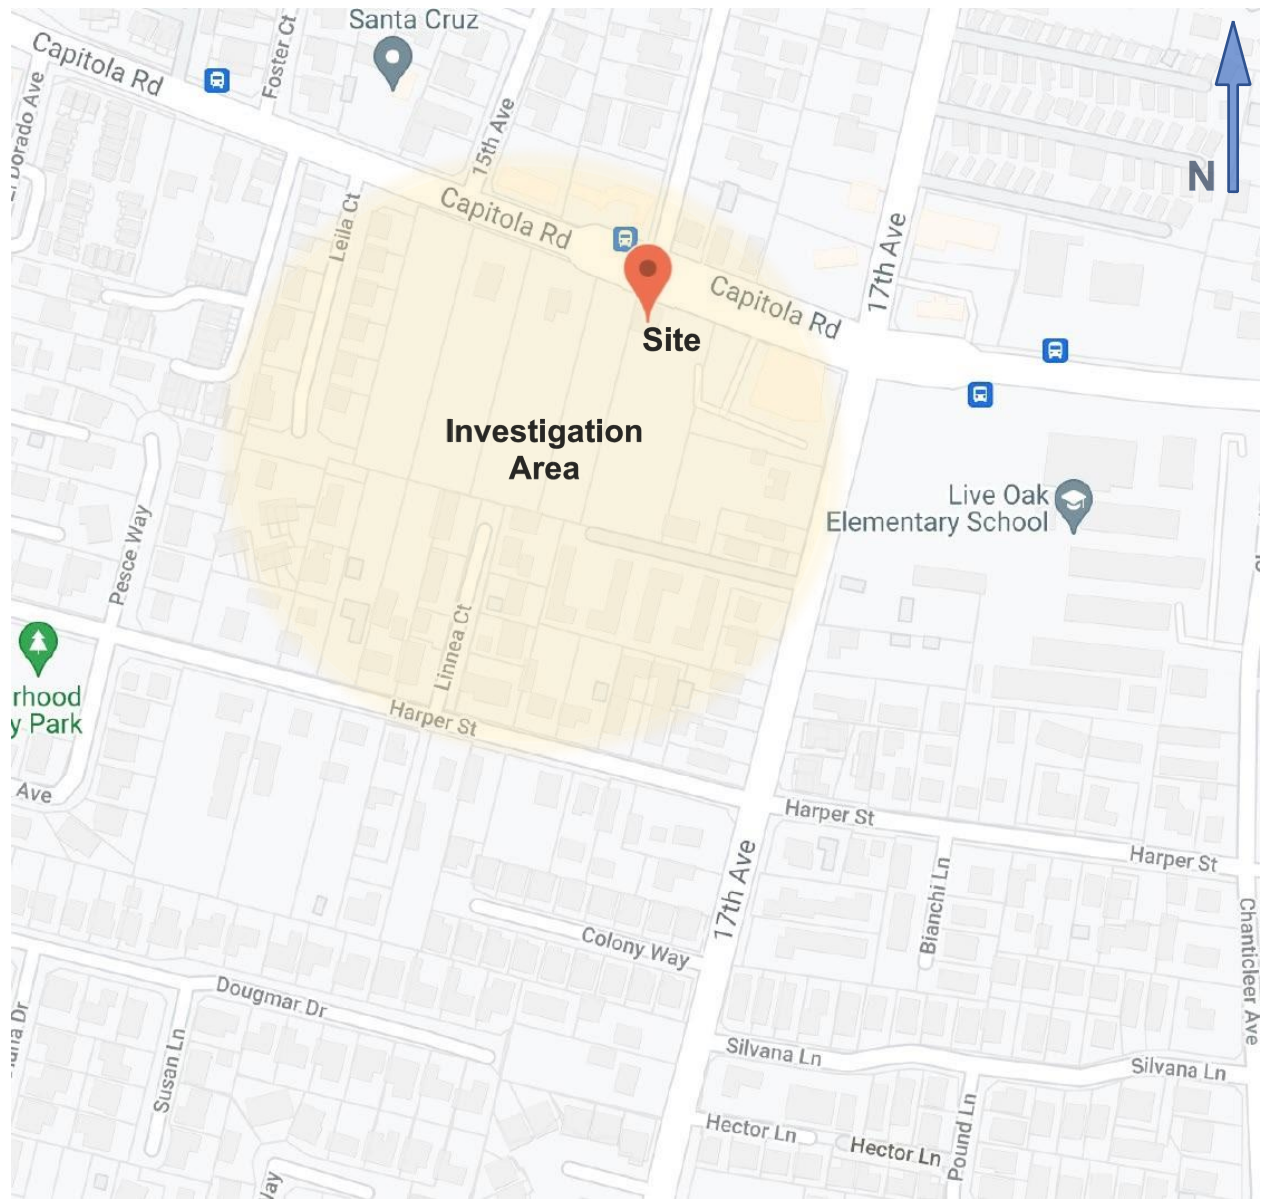 Santa Cruz
Capitola Rd
Foster Ct
15th Ave
N
Leila Ct
Capitola Rd
17th Ave
Capitola Rd
Site
Investigation
Area
Live Oak
Elementary School
Pesce Way
Linnea Ct
rhood
y Park
Harper St
Ave
Harper St
Harper St
17th Ave
Bianchi Ln
Colony Way
Chanticleer Ave
Dougmar Dr
Susan Ln
Silvana Ln
Silvana Ln
Pound Ln
Hector Ln
Hector Ln